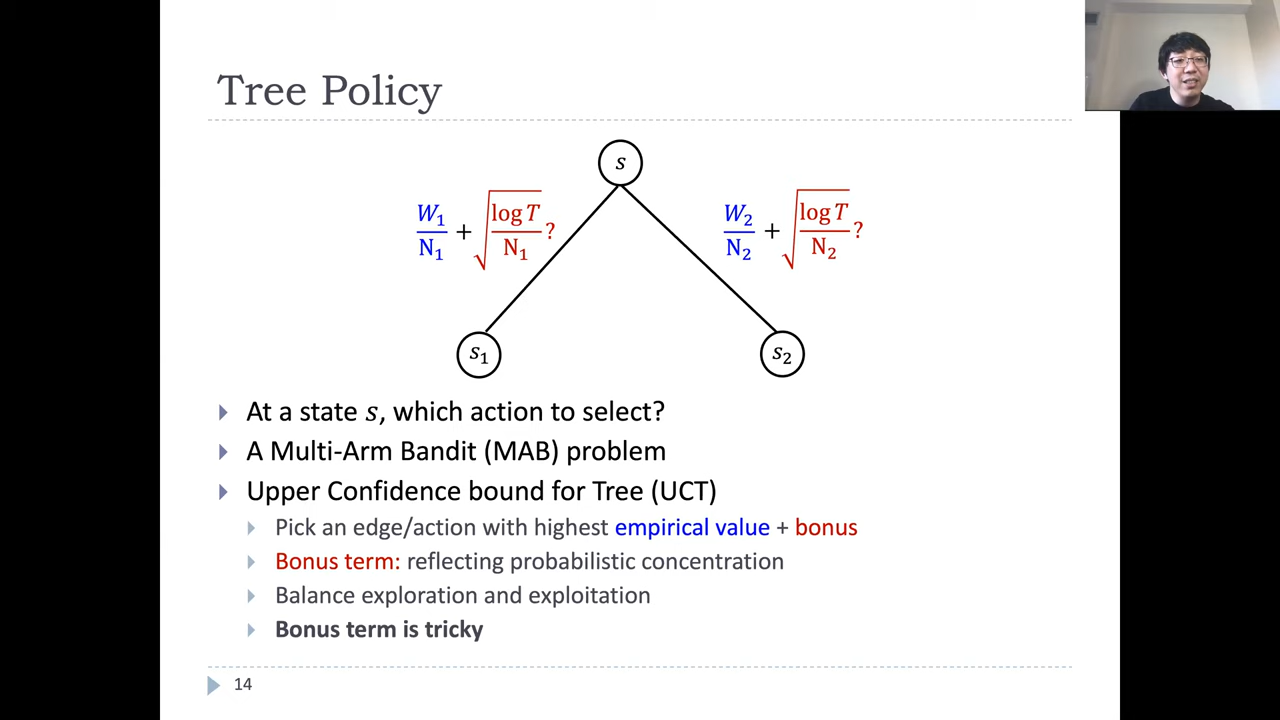 Tree Policy
s
W₁/N₁ + √(log T/N₁)?
W₂/N₂ + √(log T/N₂)?
s₁
s₂
At a state s, which action to select?
A Multi-Arm Bandit (MAB) problem
Upper Confidence bound for Tree (UCT)
Pick an edge/action with highest empirical value + bonus
Bonus term: reflecting probabilistic concentration
Balance exploration and exploitation
Bonus term is tricky
14